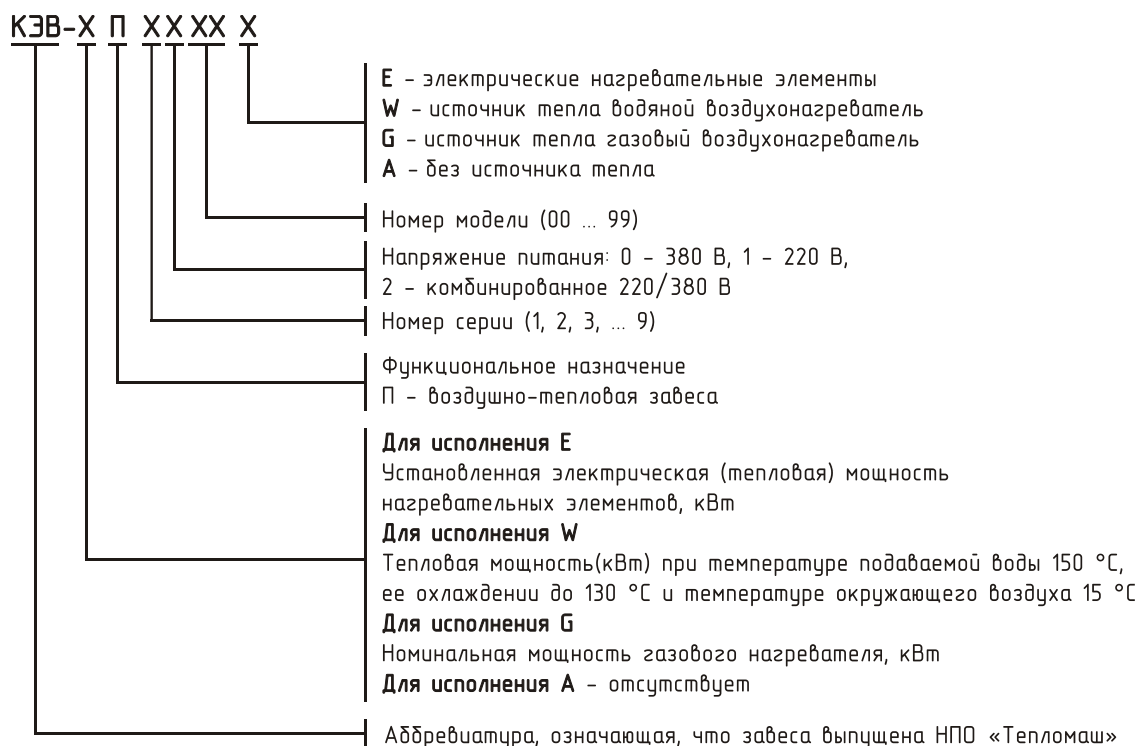 КЭВ-Х П Х Х ХХ Х
E - электрические нагревательные элементы
W - источник тепла водяной воздухонагреватель
G - источник тепла газовый воздухонагреватель
A - без источника тепла
Номер модели (00 ... 99)
Напряжение питания: 0 - 380 В, 1 - 220 В,
2 - комбинированное 220/380 В
Номер серии (1, 2, 3, ... 9)
Функциональное назначение
П - воздушно-тепловая завеса
Для исполнения E
Установленная электрическая (тепловая) мощность
нагревательных элементов, кВт
Для исполнения W
Тепловая мощность(кВт) при температуре подаваемой воды 150 °С,
ее охлаждении до 130 °С и температуре окружающего воздуха 15 °С
Для исполнения G
Номинальная мощность газового нагревателя, кВт
Для исполнения A - отсутствует
Аббревиатура, означающая, что завеса выпущена НПО «Тепломаш»